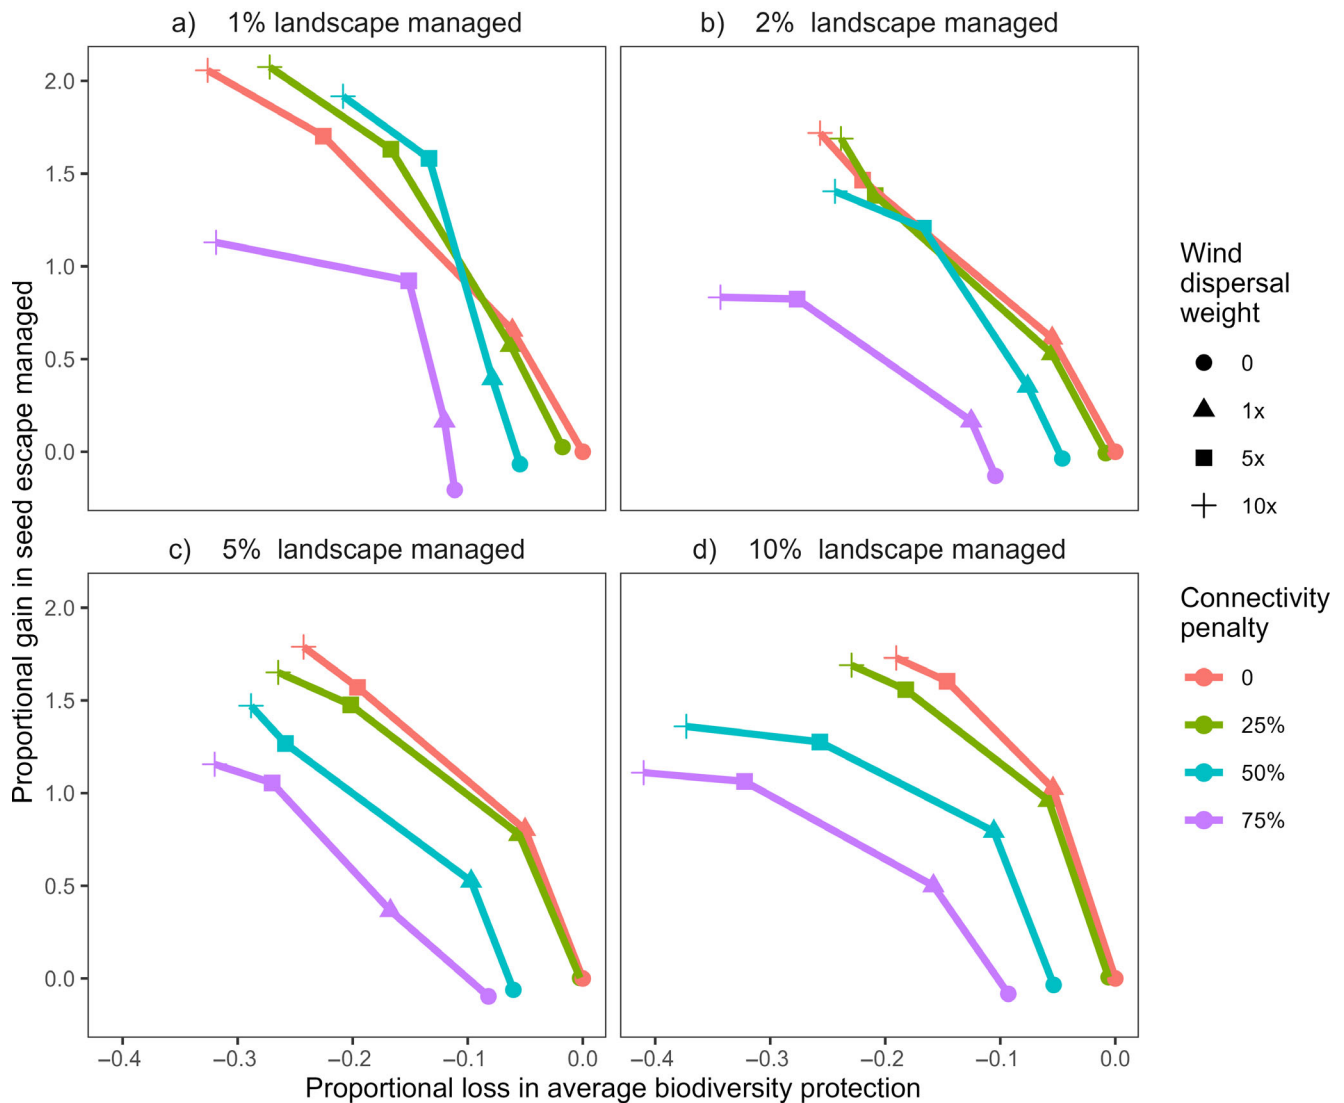 a) 1% landscape managed
b) 2% landscape managed
2.0
1.5
1.0
0.5
0.0
c) 5% landscape managed
d) 10% landscape managed
2.0
1.5
1.0
0.5
0.0
−0.4 −0.3 −0.2 −0.1 0.0
−0.4 −0.3 −0.2 −0.1 0.0
Proportional loss in average biodiversity protection
Proportional gain in seed escape managed
Wind
dispersal
weight
0
1x
5x
10x
Connectivity
penalty
0
25%
50%
75%